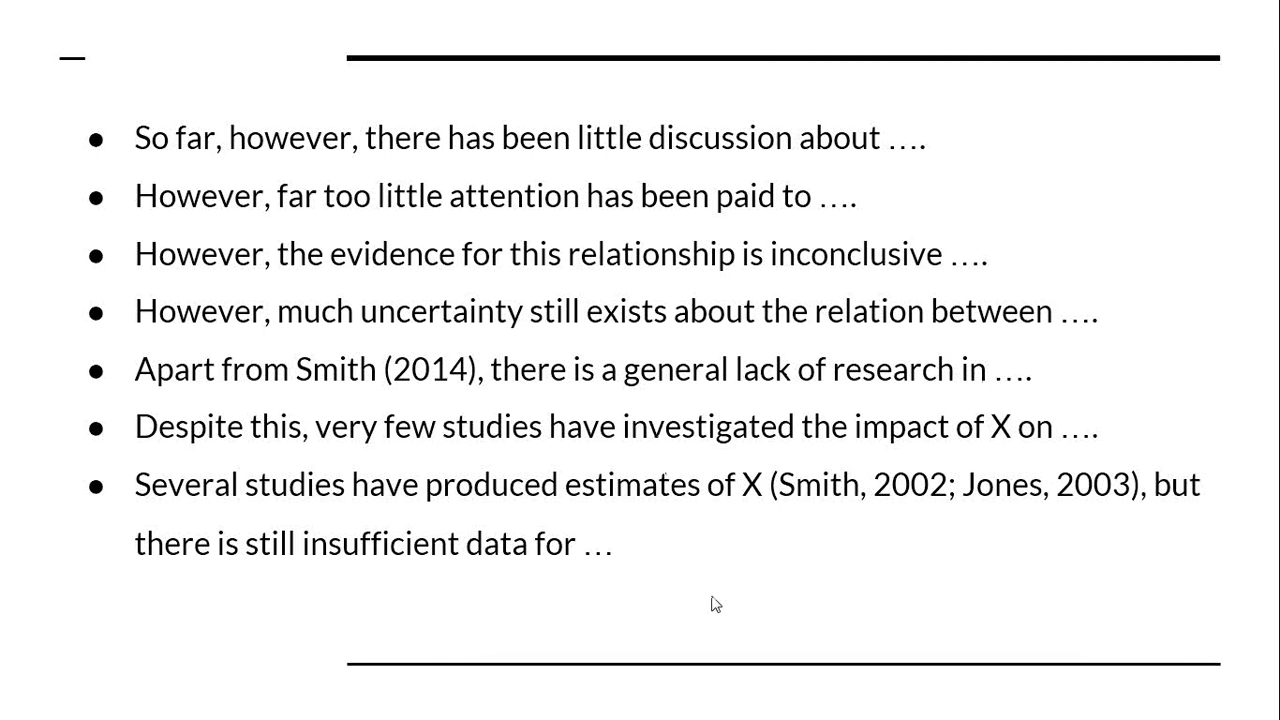 ● So far, however, there has been little discussion about ….
● However, far too little attention has been paid to ….
● However, the evidence for this relationship is inconclusive ….
● However, much uncertainty still exists about the relation between ….
● Apart from Smith (2014), there is a general lack of research in ….
● Despite this, very few studies have investigated the impact of X on ….
● Several studies have produced estimates of X (Smith, 2002; Jones, 2003), but
there is still insufficient data for …